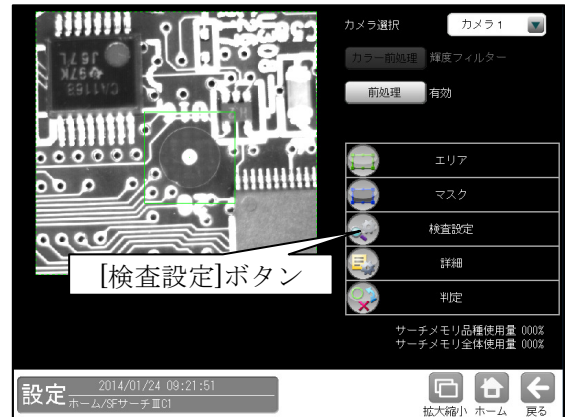 カメラ選択
カメラ1
カラー前処理
輝度フィルター
前処理
有効
エリア
マスク
検査設定
[検査設定]ボタン
詳細
判定
サーチメモリ品種使用量 000%
サーチメモリ全体使用量 000%
設定
2014/01/24 09:21:51
ホーム/SFサーチⅢC1
拡大縮小
ホーム
戻る